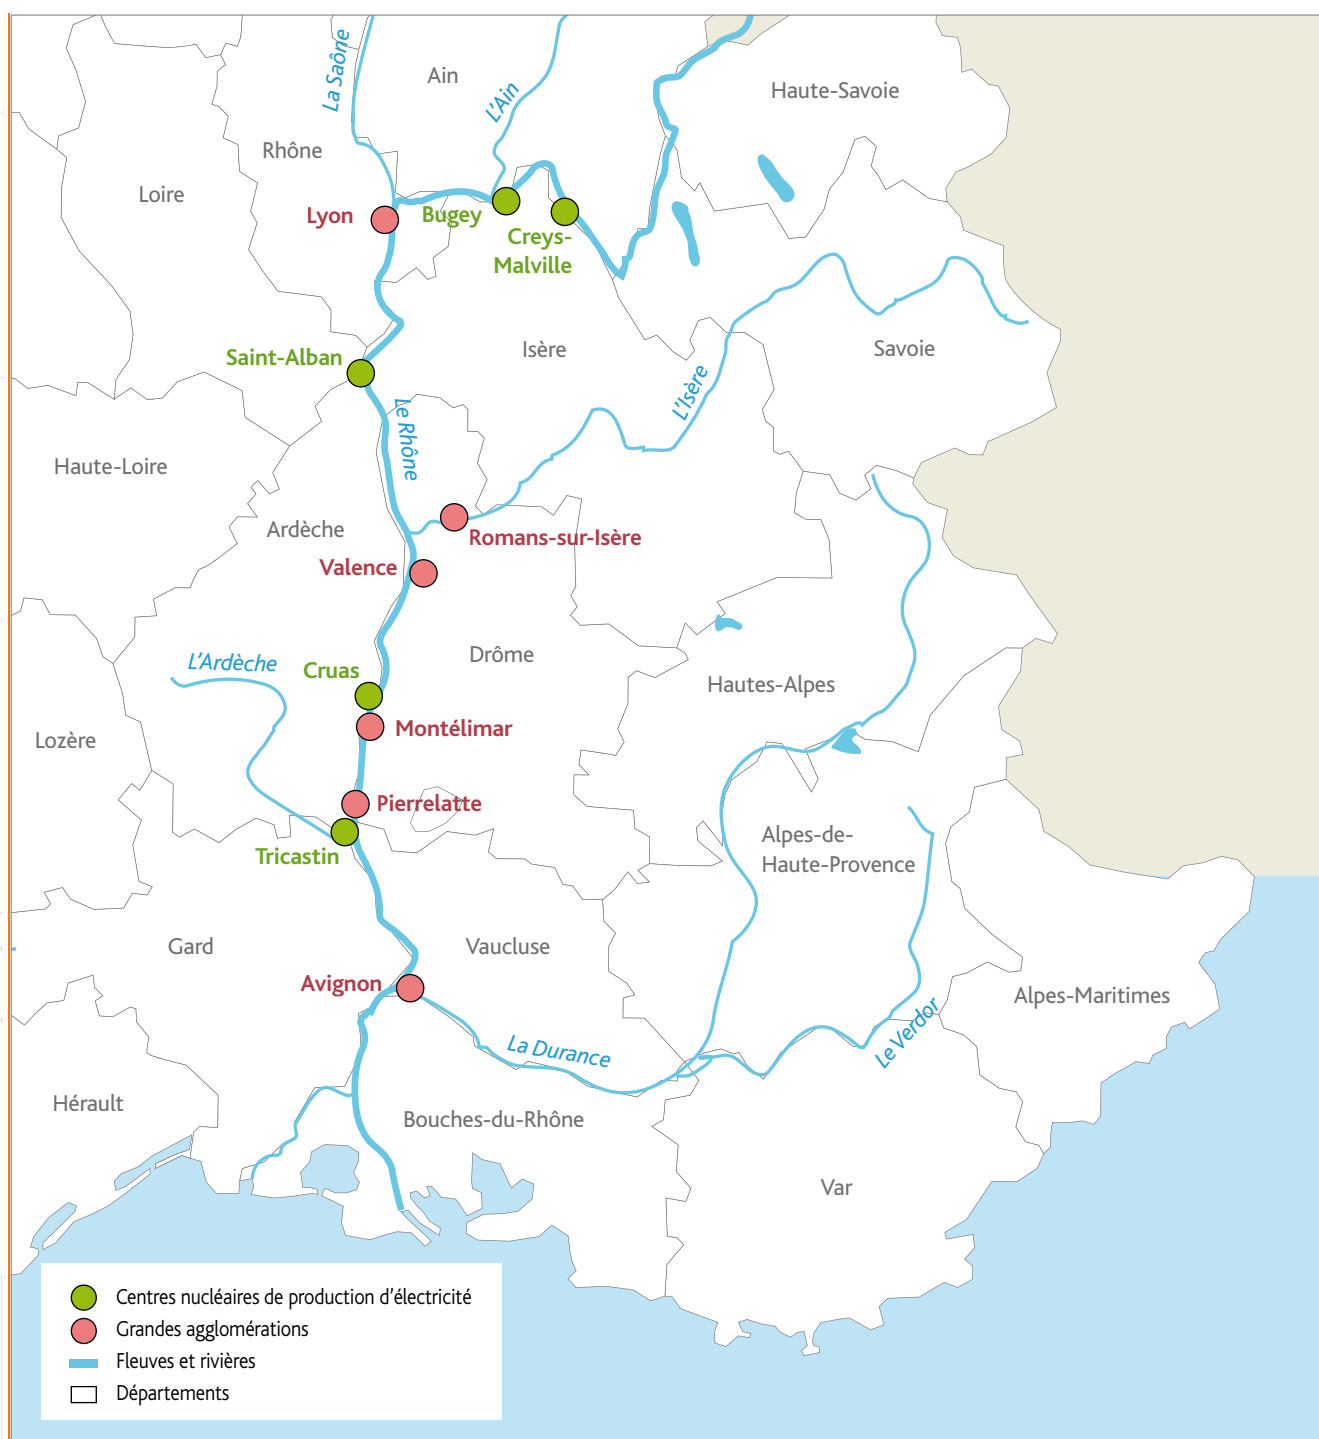 La Saône
Ain
L'Ain
Haute-Savoie
Rhône
Loire
Lyon
Bugey
Creys-
Malville
Isère
Savoie
Saint-Alban
L'Isère
Le Rhône
Haute-Loire
Ardèche
Romans-sur-Isère
Valence
L'Ardèche
Drôme
Cruas
Hautes-Alpes
Montélimar
Lozère
Pierrelatte
Tricastin
Alpes-de-
Haute-Provence
Gard
Vaucluse
Avignon
Alpes-Maritimes
La Durance
Le Verdor
Hérault
Bouches-du-Rhône
Var
Centres nucléaires de production d'électricité
Grandes agglomérations
Fleuves et rivières
Départements